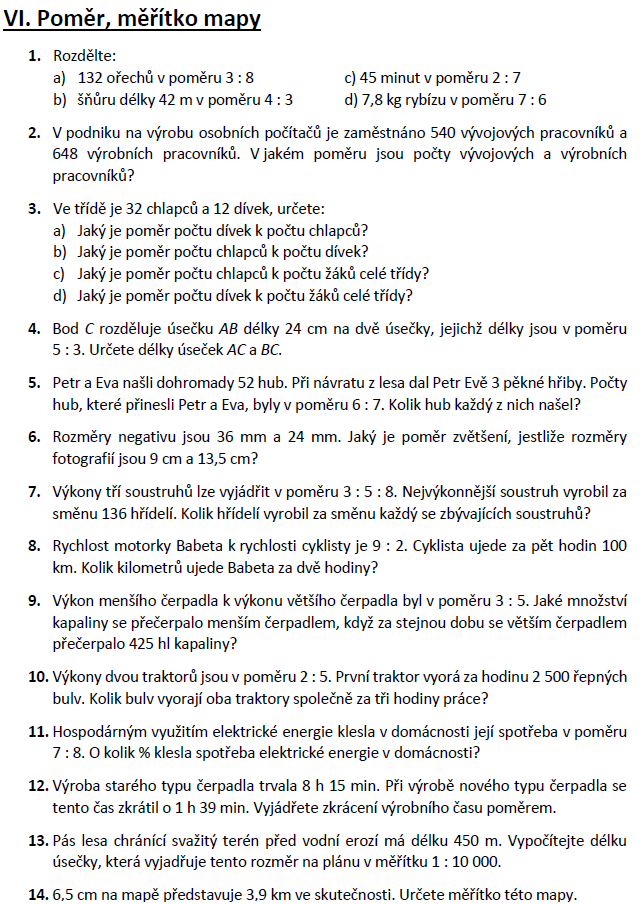 VI. Poměr, měřítko mapy
1. Rozdělte:
a) 132 ořechů v poměru 3 : 8 c) 45 minut v poměru 2 : 7
b) šňůru délky 42 m v poměru 4 : 3 d) 7,8 kg rybízu v poměru 7 : 6
2. V podniku na výrobu osobních počítačů je zaměstnáno 540 vývojových pracovníků a
648 výrobních pracovníků. V jakém poměru jsou počty vývojových a výrobních
pracovníků?
3. Ve třídě je 32 chlapců a 12 dívek, určete:
a) Jaký je poměr počtu dívek k počtu chlapců?
b) Jaký je poměr počtu chlapců k počtu dívek?
c) Jaký je poměr počtu chlapců k počtu žáků celé třídy?
d) Jaký je poměr počtu dívek k počtu žáků celé třídy?
4. Bod C rozděluje úsečku AB délky 24 cm na dvě úsečky, jejichž délky jsou v poměru
5 : 3. Určete délky úseček AC a BC.
5. Petr a Eva našli dohromady 52 hub. Při návratu z lesa dal Petr Evě 3 pěkné hřiby. Počty
hub, které přinesli Petr a Eva, byly v poměru 6 : 7. Kolik hub každý z nich našel?
6. Rozměry negativu jsou 36 mm a 24 mm. Jaký je poměr zvětšení, jestliže rozměry
fotografií jsou 9 cm a 13,5 cm?
7. Výkony tří soustruhů lze vyjádřit v poměru 3 : 5 : 8. Nejvýkonnější soustruh vyrobil za
směnu 136 hřídelí. Kolik hřídelí vyrobil za směnu každý se zbývajících soustruhů?
8. Rychlost motorky Babeta k rychlosti cyklisty je 9 : 2. Cyklista ujede za pět hodin 100
km. Kolik kilometrů ujede Babeta za dvě hodiny?
9. Výkon menšího čerpadla k výkonu většího čerpadla byl v poměru 3 : 5. Jaké množství
kapaliny se přečerpalo menším čerpadlem, když za stejnou dobu se větším čerpadlem
přečerpalo 425 hl kapaliny?
10. Výkony dvou traktorů jsou v poměru 2 : 5. První traktor vyorá za hodinu 2 500 řepných
bulv. Kolik bulv vyorají oba traktory společně za tři hodiny práce?
11. Hospodárným využitím elektrické energie klesla v domácnosti její spotřeba v poměru
7 : 8. O kolik % klesla spotřeba elektrické energie v domácnosti?
12. Výroba starého typu čerpadla trvala 8 h 15 min. Při výrobě nového typu čerpadla se
tento čas zkrátil o 1 h 39 min. Vyjádřete zkrácení výrobního času poměrem.
13. Pás lesa chránící svažitý terén před vodní erozí má délku 450 m. Vypočítejte délku
úsečky, která vyjadřuje tento rozměr na plánu v měřítku 1 : 10 000.
14. 6,5 cm na mapě představuje 3,9 km ve skutečnosti. Určete měřítko této mapy.